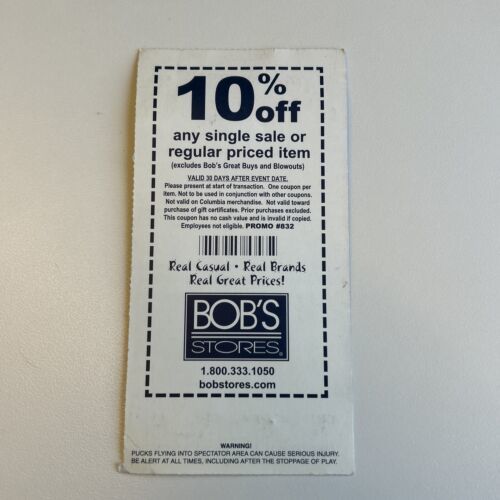 10% off
any single sale or
regular priced item
(excludes Bob's Great Buys and Blowouts)
VALID 30 DAYS AFTER EVENT DATE.
Please present at start of transaction. One coupon per
item. Not to be used in conjunction with other coupons.
Not valid on Columbia merchandise. Not valid toward
purchase of gift certificates. Prior purchases excluded.
This coupon has no cash value and is invalid if copied.
Employees not eligible. PROMO #832
Real Casual • Real Brands
Real Great Prices!
BOB'S
STORES®
1.800.333.1050
bobstores.com
WARNING!
PUCKS FLYING INTO SPECTATOR AREA CAN CAUSE SERIOUS INJURY.
BE ALERT AT ALL TIMES, INCLUDING AFTER THE STOPPAGE OF PLAY.